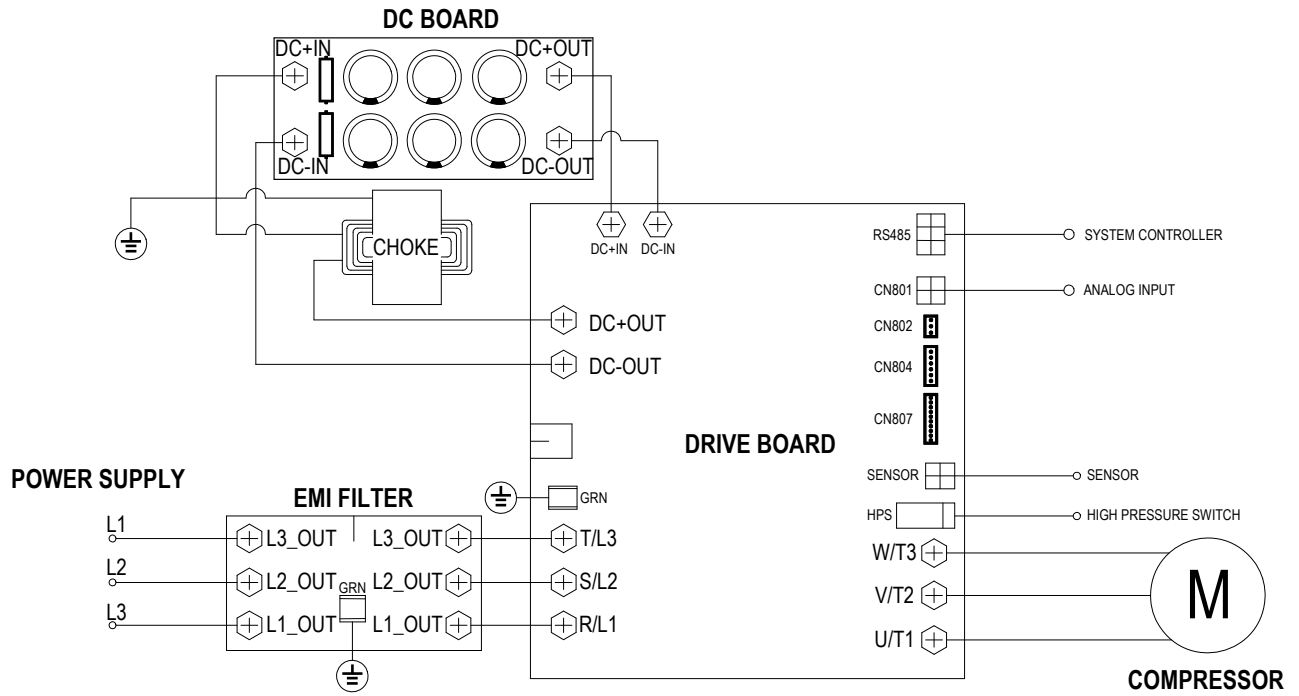 DC BOARD
DC+IN
DC+OUT
DC-IN
DC-OUT
CHOKE
DC+IN
DC-IN
RS485
SYSTEM CONTROLLER
CN801
ANALOG INPUT
DC+OUT
CN802
DC-OUT
CN804
CN807
DRIVE BOARD
POWER SUPPLY
EMI FILTER
GRN
SENSOR
SENSOR
HPS
HIGH PRESSURE SWITCH
L1
L3_OUT
L3_OUT
T/L3
W/T3
L2
L2_OUT
GRN
L2_OUT
S/L2
V/T2
M
L3
L1_OUT
L1_OUT
R/L1
U/T1
COMPRESSOR